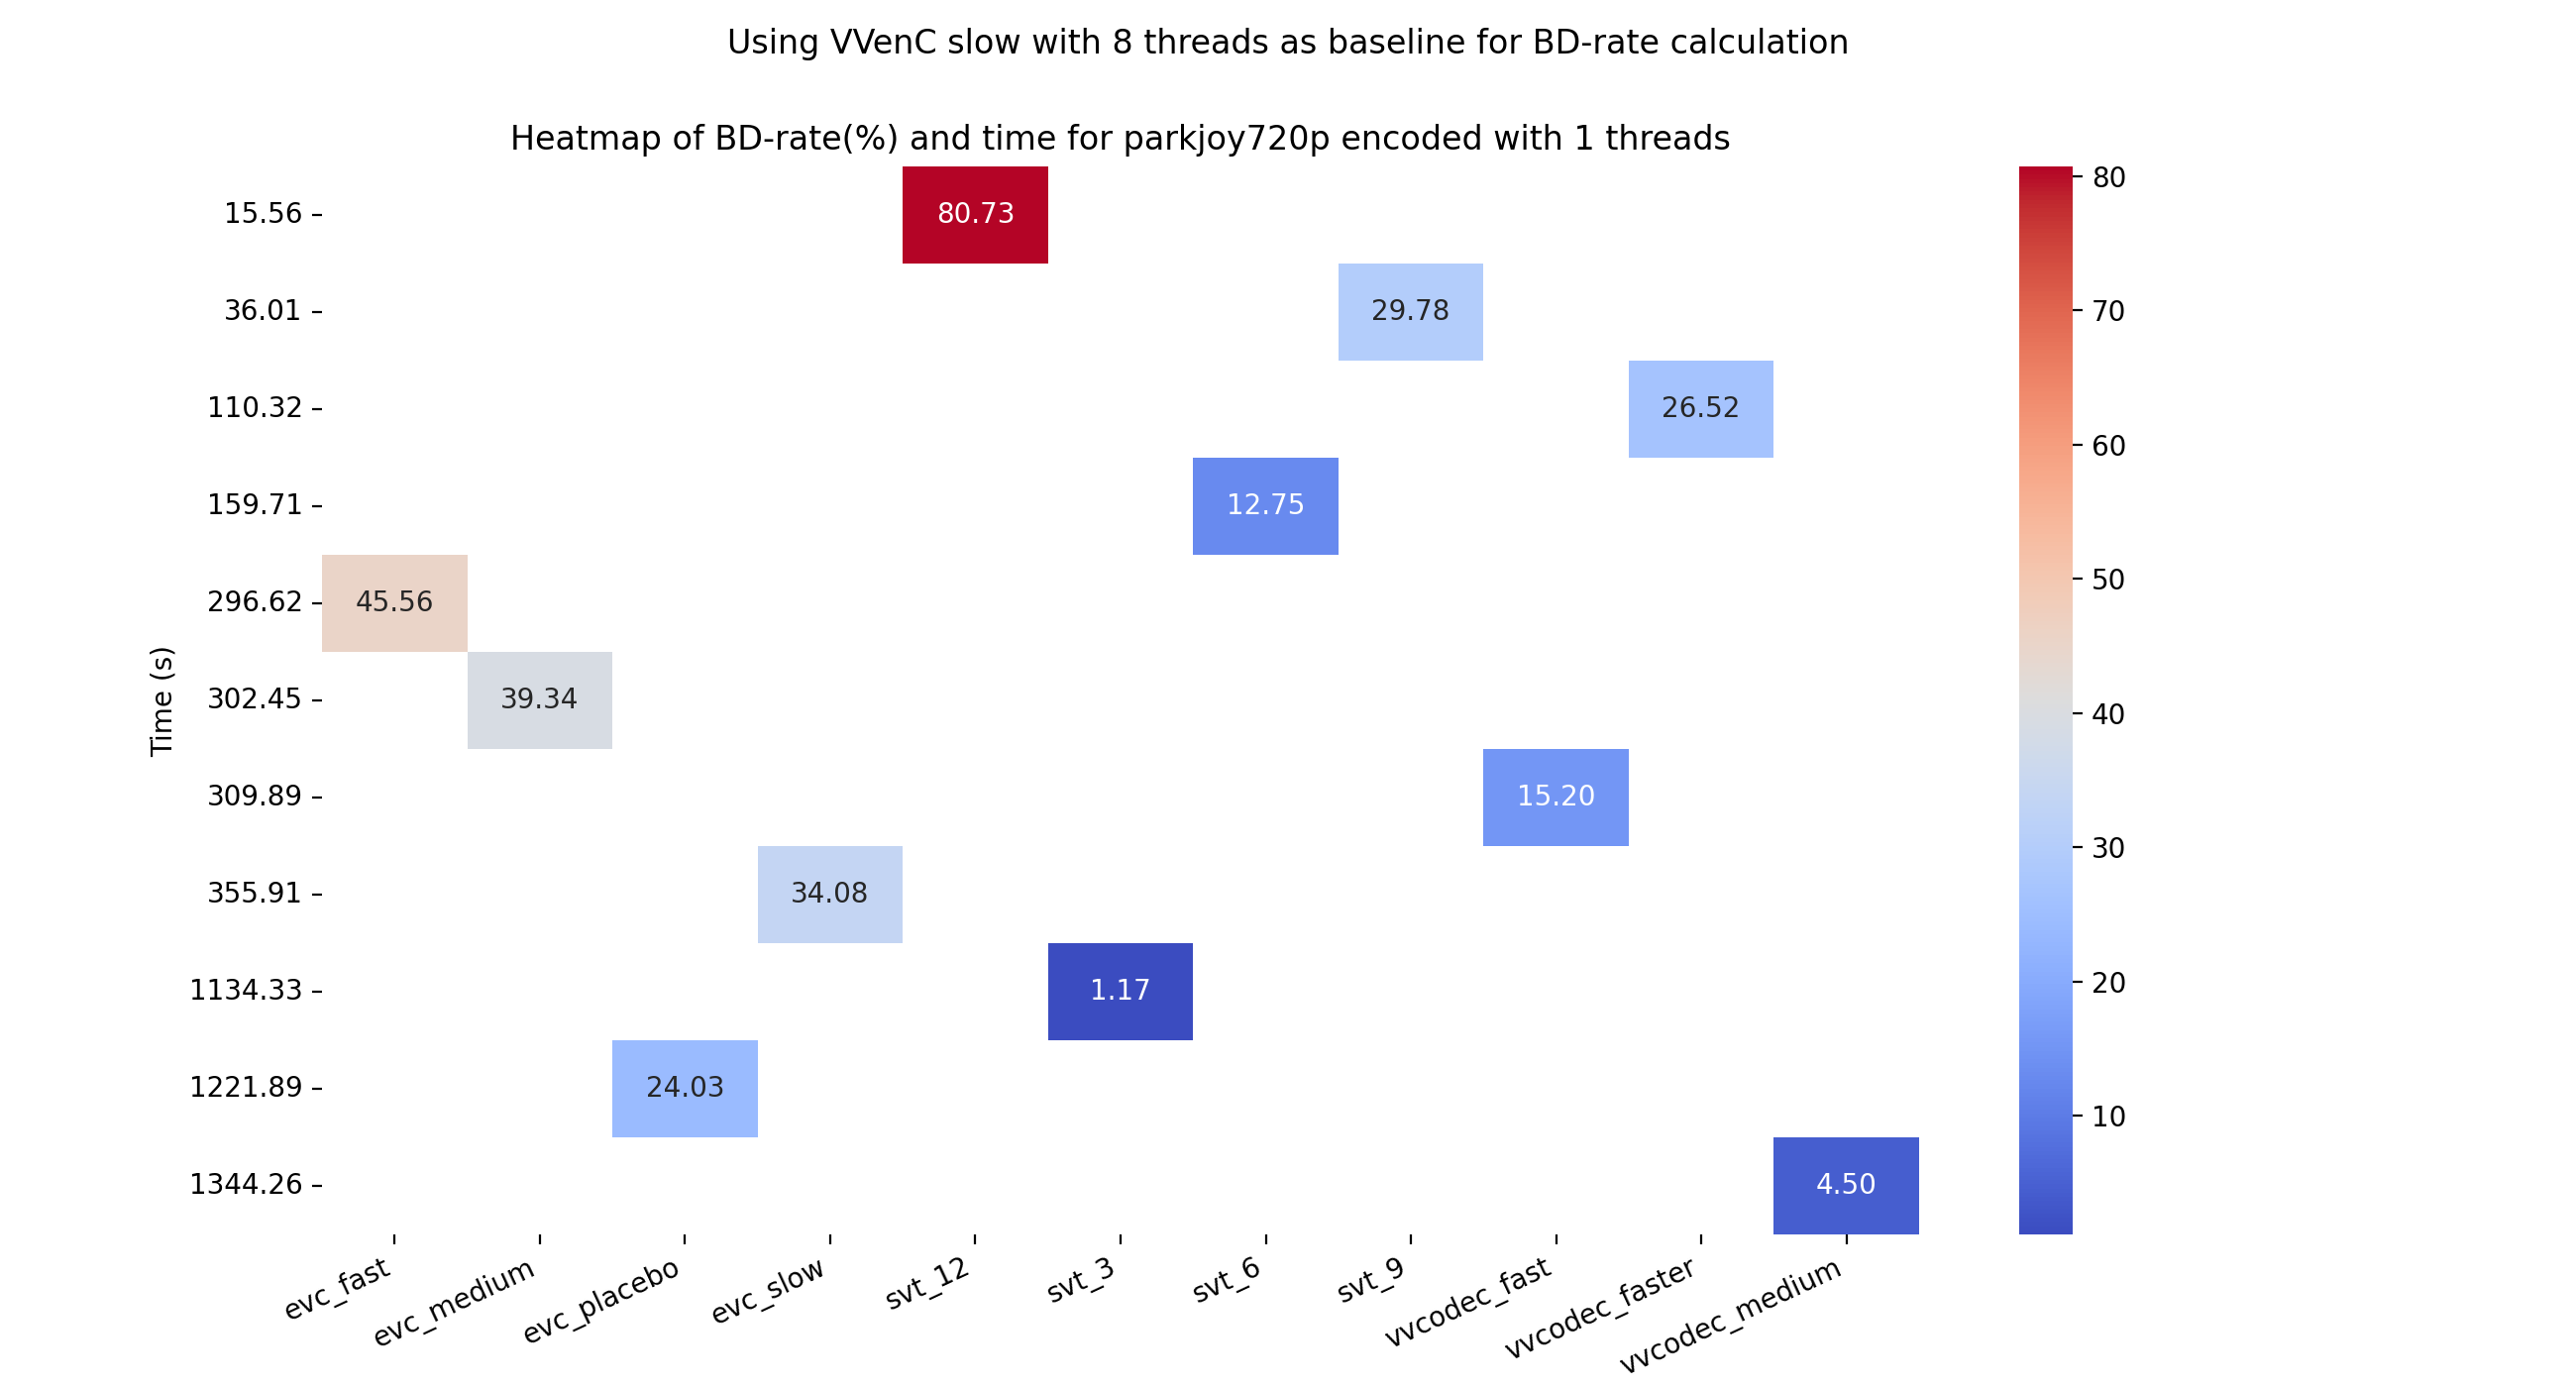 Using VVenC slow with 8 threads as baseline for BD-rate calculation
Heatmap of BD-rate(%) and time for parkjoy720p encoded with 1 threads
Time (s)
15.56
80.73
36.01
29.78
110.32
26.52
159.71
12.75
296.62
45.56
302.45
39.34
309.89
15.20
355.91
34.08
1134.33
1.17
1221.89
24.03
1344.26
4.50
evc_fast
evc_medium
evc_placebo
evc_slow
svt_12
svt_3
svt_6
svt_9
vvcodec_fast
vvcodec_faster
vvcodec_medium
80
70
60
50
40
30
20
10